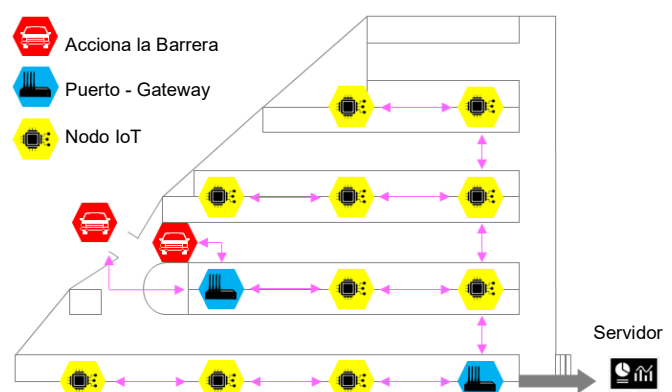 Acciona la Barrera
Puerto - Gateway
Nodo IoT
Servidor